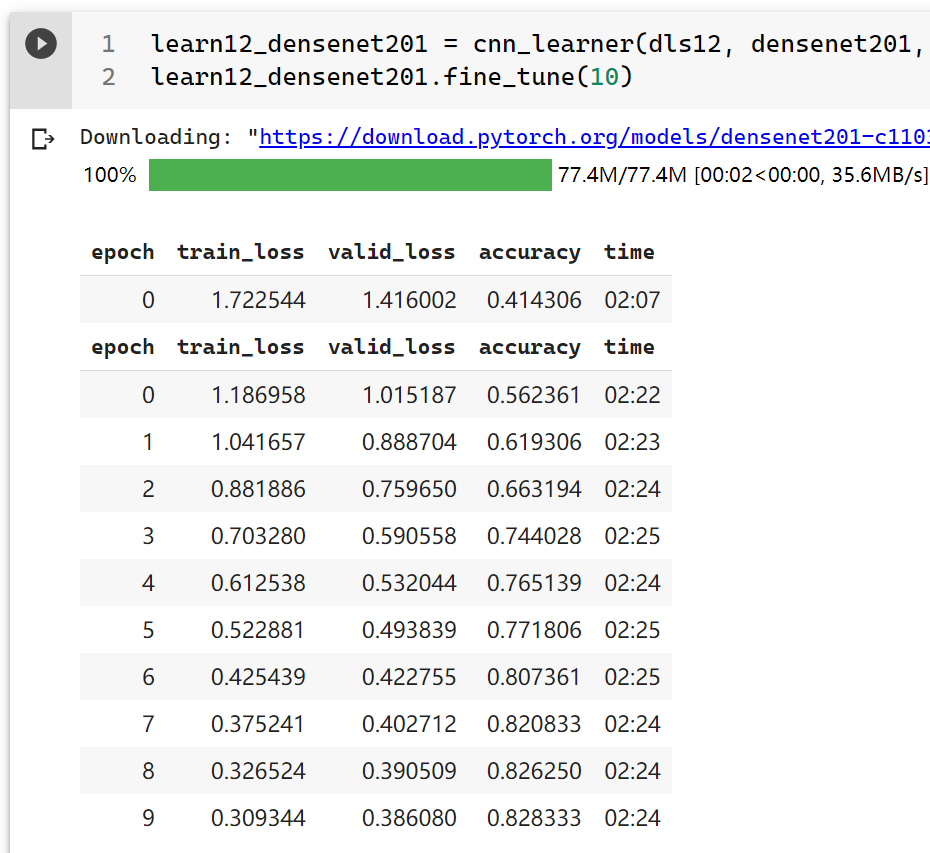 1 learn12_densenet201 = cnn_learner(dls12, densenet201,
2 learn12_densenet201.fine_tune(10)
Downloading: "https://download.pytorch.org/models/densenet201-c1103
100% 77.4M/77.4M [00:02<00:00, 35.6MB/s]
epoch train_loss valid_loss accuracy time
0 1.722544 1.416002 0.414306 02:07
epoch train_loss valid_loss accuracy time
0 1.186958 1.015187 0.562361 02:22
1 1.041657 0.888704 0.619306 02:23
2 0.881886 0.759650 0.663194 02:24
3 0.703280 0.590558 0.744028 02:25
4 0.612538 0.532044 0.765139 02:24
5 0.522881 0.493839 0.771806 02:25
6 0.425439 0.422755 0.807361 02:25
7 0.375241 0.402712 0.820833 02:24
8 0.326524 0.390509 0.826250 02:24
9 0.309344 0.386080 0.828333 02:24